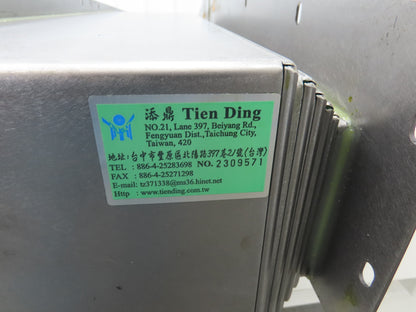 添鼎 Tien Ding
NO.21, Lane 397, Beiyang Rd.,
Fengyuan Dist.,Taichung City,
Taiwan, 420
地址:台中市豐原區北陽路397巷21號(台灣)
TEL : 886-4-25283698 NO. 2309571
FAX : 886-4-25271298
E-mail: tz371338@ms36.hinet.net
Http : www.tiending.com.tw